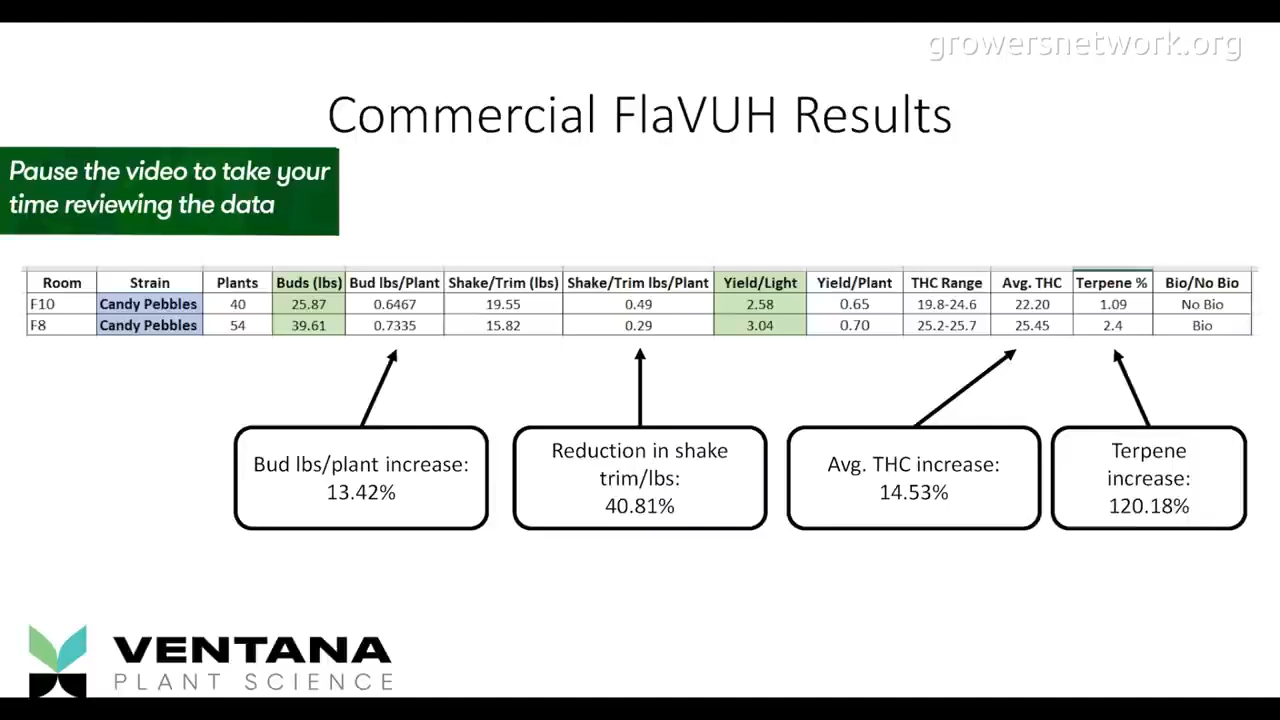 growersnetwork.org
Commercial FlaVUH Results
Pause the video to take your
time reviewing the data
Room Strain Plants Buds (lbs) Bud lbs/Plant Shake/Trim (lbs) Shake/Trim lbs/Plant Yield/Light Yield/Plant THC Range Avg. THC Terpene % Bio/No Bio
F10 Candy Pebbles 40 25.87 0.6467 19.55 0.49 2.58 0.65 19.8-24.6 22.20 1.09 No Bio
F8 Candy Pebbles 54 39.61 0.7335 15.82 0.29 3.04 0.70 25.2-25.7 25.45 2.4 Bio
Bud lbs/plant increase:
13.42%
Reduction in shake
trim/lbs:
40.81%
Avg. THC increase:
14.53%
Terpene
increase:
120.18%
VENTANA
PLANT SCIENCE